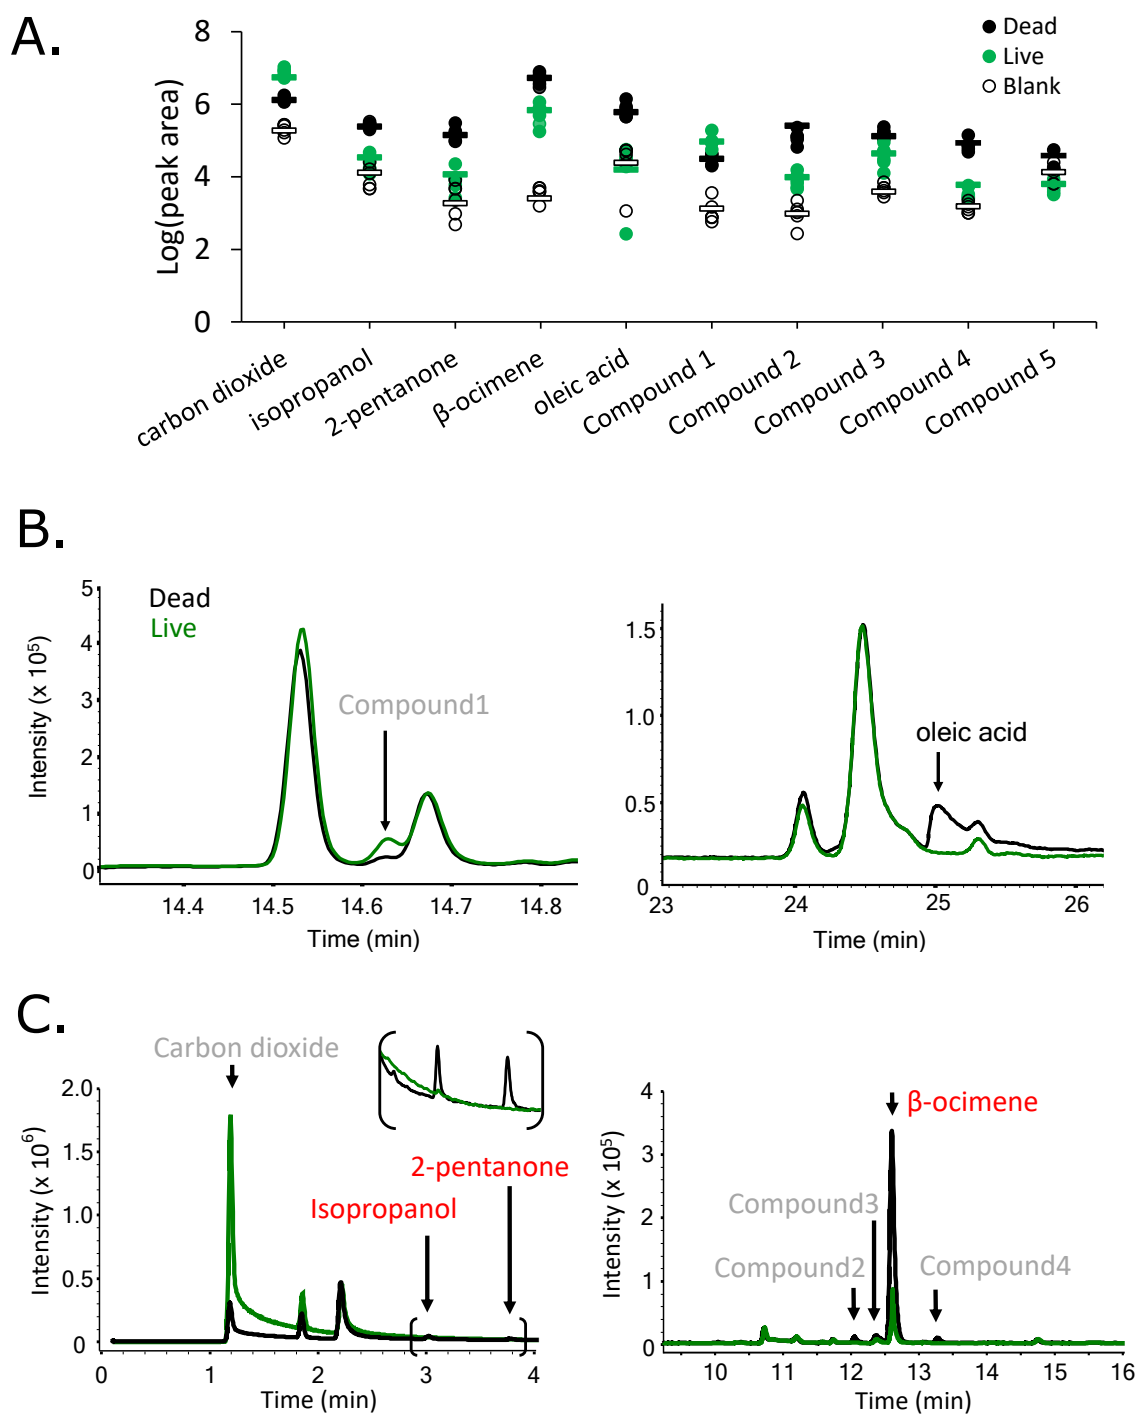 A.
8
6
4
2
0
Log(peak area)
Dead
Live
Blank
carbon dioxide
isopropanol
2-pentanone
β-ocimene
oleic acid
Compound 1
Compound 2
Compound 3
Compound 4
Compound 5
B.
5
4
3
2
1
0
Intensity (x 10⁵)
Dead
Live
Compound1
14.4 14.5 14.6 14.7 14.8
Time (min)
1.5
1.0
0.5
0
Intensity (x 10⁵)
oleic acid
23 24 25 26
Time (min)
C.
Carbon dioxide
2.0
1.5
1.0
0.5
0
Intensity (x 10⁶)
2-pentanone
Isopropanol
0 1 2 3 4
Time (min)
4
3
2
1
0
Intensity (x 10⁵)
β-ocimene
Compound3
Compound2
Compound4
10 11 12 13 14 15 16
Time (min)